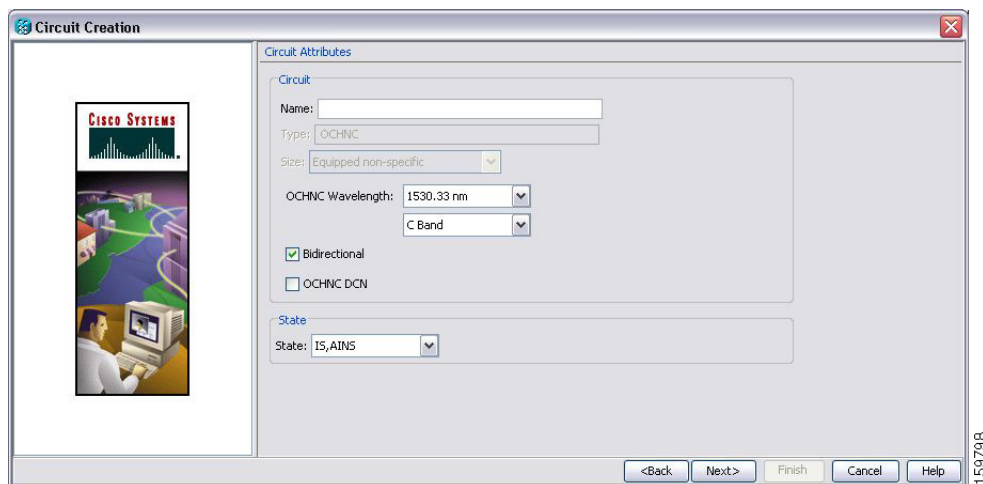 Circuit Creation
CISCO SYSTEMS
Circuit Attributes
Circuit
Name:
Type: OCHNC
Size: Equipped non-specific
OCHNC Wavelength: 1530.33 nm
C Band
Bidirectional
OCHNC DCN
State
State: IS,AINS
<Back Next> Finish Cancel Help
159798